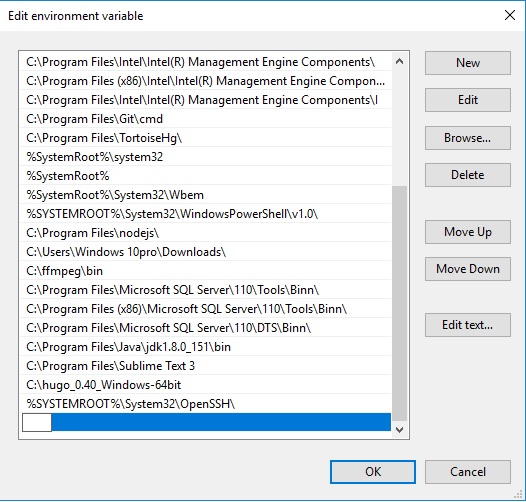 Edit environment variable
C:\Program Files\Intel\Intel(R) Management Engine Components\
C:\Program Files (x86)\Intel\Intel(R) Management Engine Compon...
C:\Program Files\Intel\Intel(R) Management Engine Components\I
C:\Program Files\Git\cmd
C:\Program Files\TortoiseHg\
%SystemRoot%\system32
%SystemRoot%
%SystemRoot%\System32\Wbem
%SYSTEMROOT%\System32\WindowsPowerShell\v1.0\
C:\Program Files\nodejs\
C:\Users\Windows 10pro\Downloads\
C:\ffmpeg\bin
C:\Program Files\Microsoft SQL Server\110\Tools\Binn\
C:\Program Files (x86)\Microsoft SQL Server\110\Tools\Binn\
C:\Program Files\Microsoft SQL Server\110\DTS\Binn\
C:\Program Files\Java\jdk1.8.0_151\bin
C:\Program Files\Sublime Text 3
C:\hugo_0.40_Windows-64bit
%SYSTEMROOT%\System32\OpenSSH\
New
Edit
Browse...
Delete
Move Up
Move Down
Edit text...
OK
Cancel